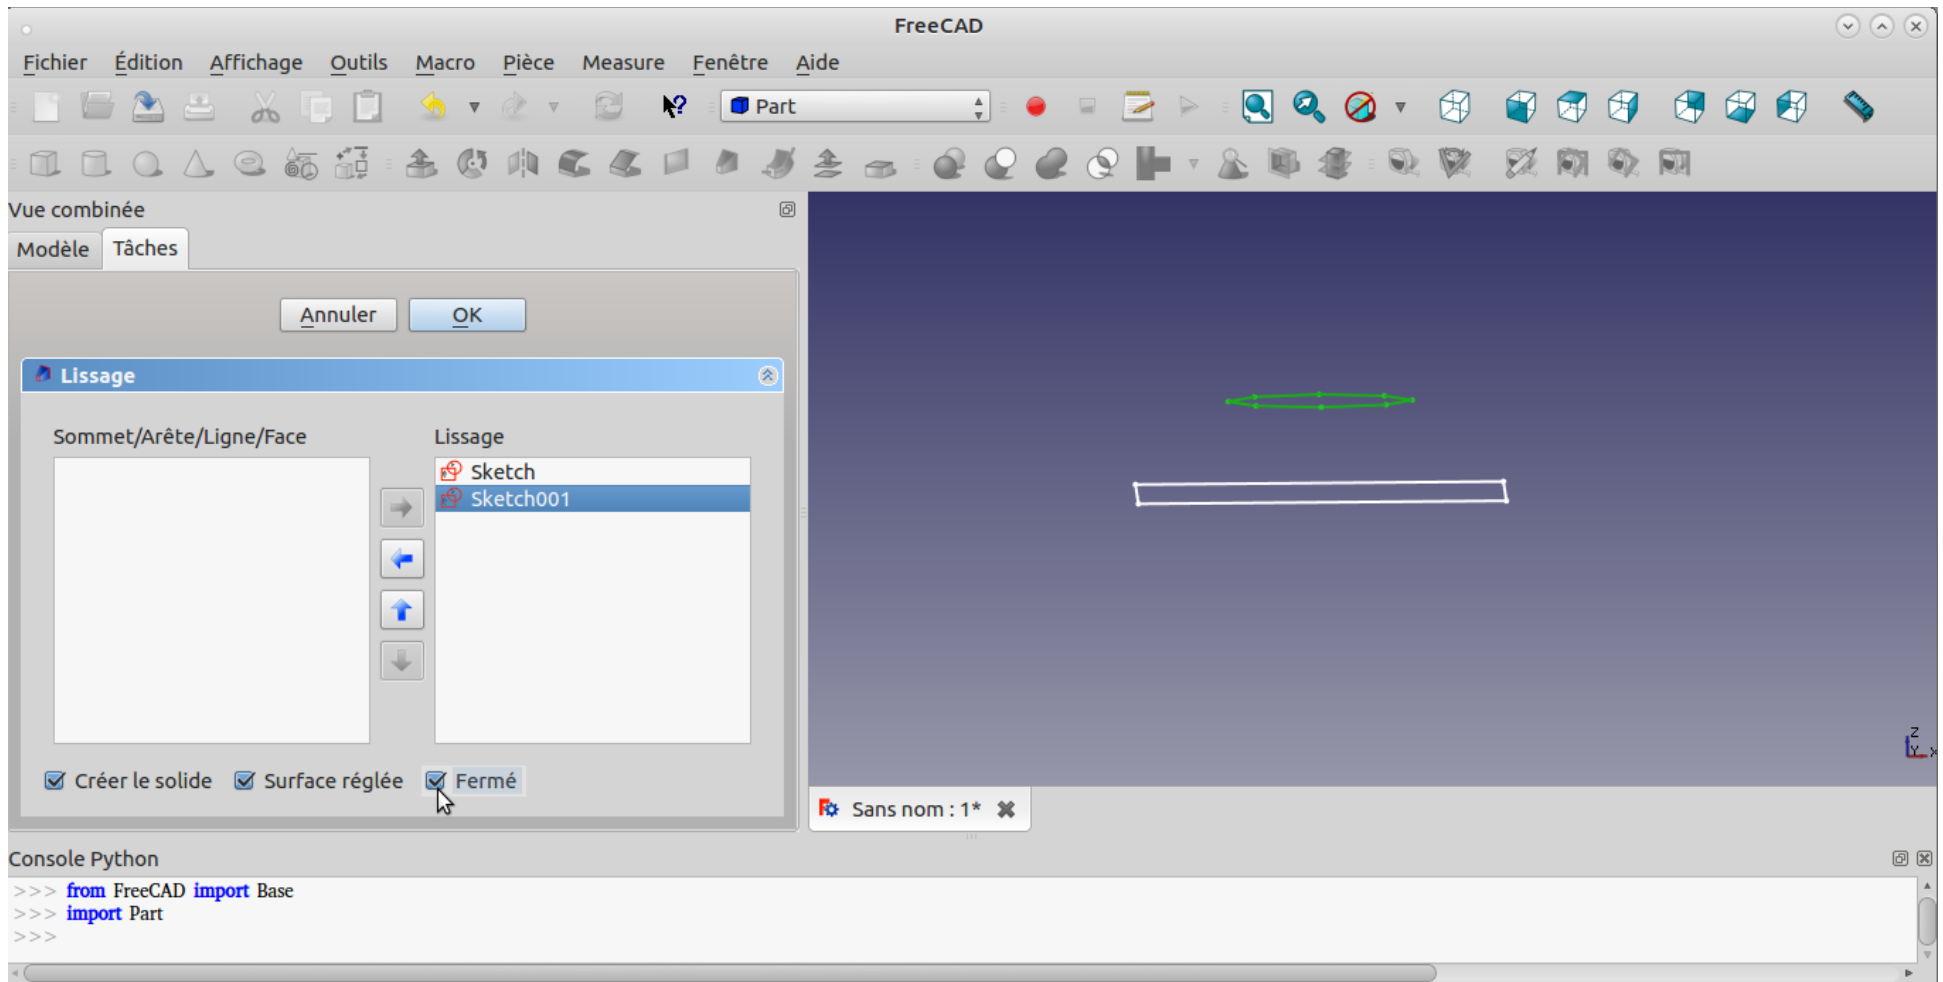 FreeCAD
Fichier Édition Affichage Outils Macro Pièce Measure Fenêtre Aide
Part
Vue combinée
Modèle Tâches
Annuler OK
Lissage
Sommet/Arête/Ligne/Face Lissage
Sketch
Sketch001
Créer le solide Surface réglée Fermé
Z
Y X
Sans nom : 1*
Console Python
>>> from FreeCAD import Base
>>> import Part
>>>